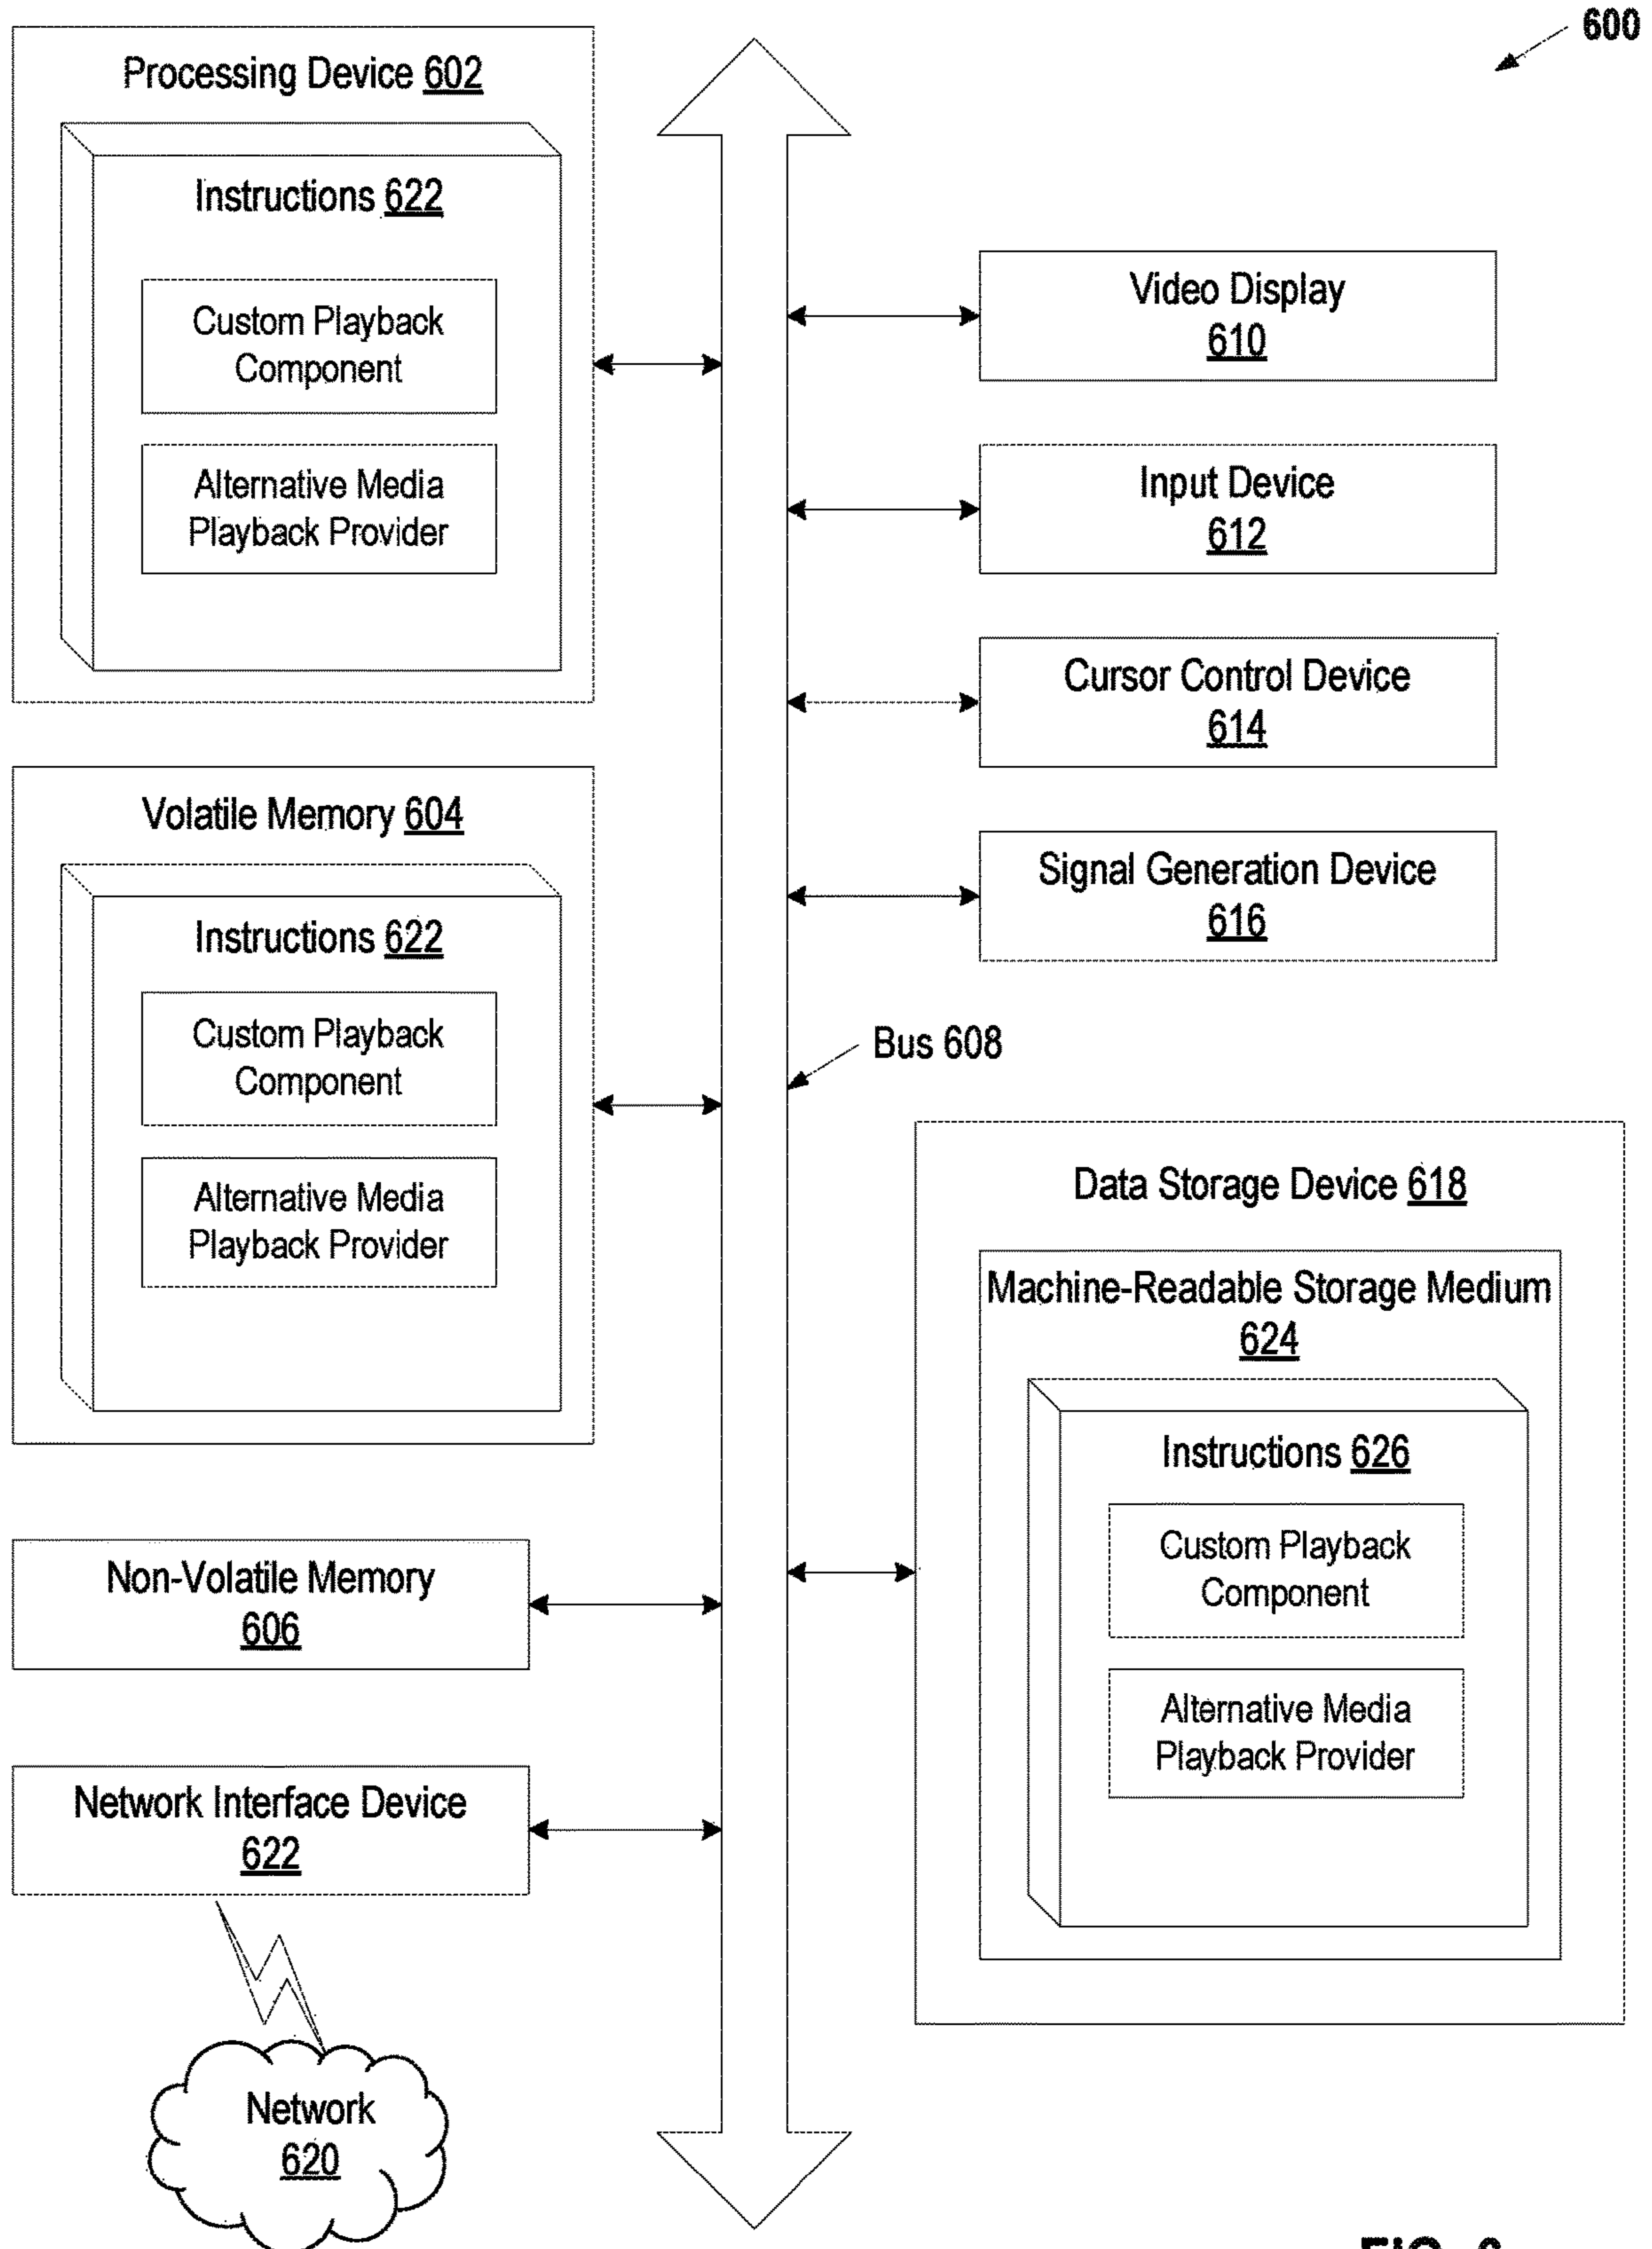 600
Processing Device 602
Instructions 622
Custom Playback
Component
Alternative Media
Playback Provider
Video Display
610
Input Device
612
Cursor Control Device
614
Signal Generation Device
616
Volatile Memory 604
Instructions 622
Custom Playback
Component
Alternative Media
Playback Provider
Bus 608
Data Storage Device 618
Machine-Readable Storage Medium
624
Instructions 626
Custom Playback
Component
Alternative Media
Playback Provider
Non-Volatile Memory
606
Network Interface Device
622
Network
620